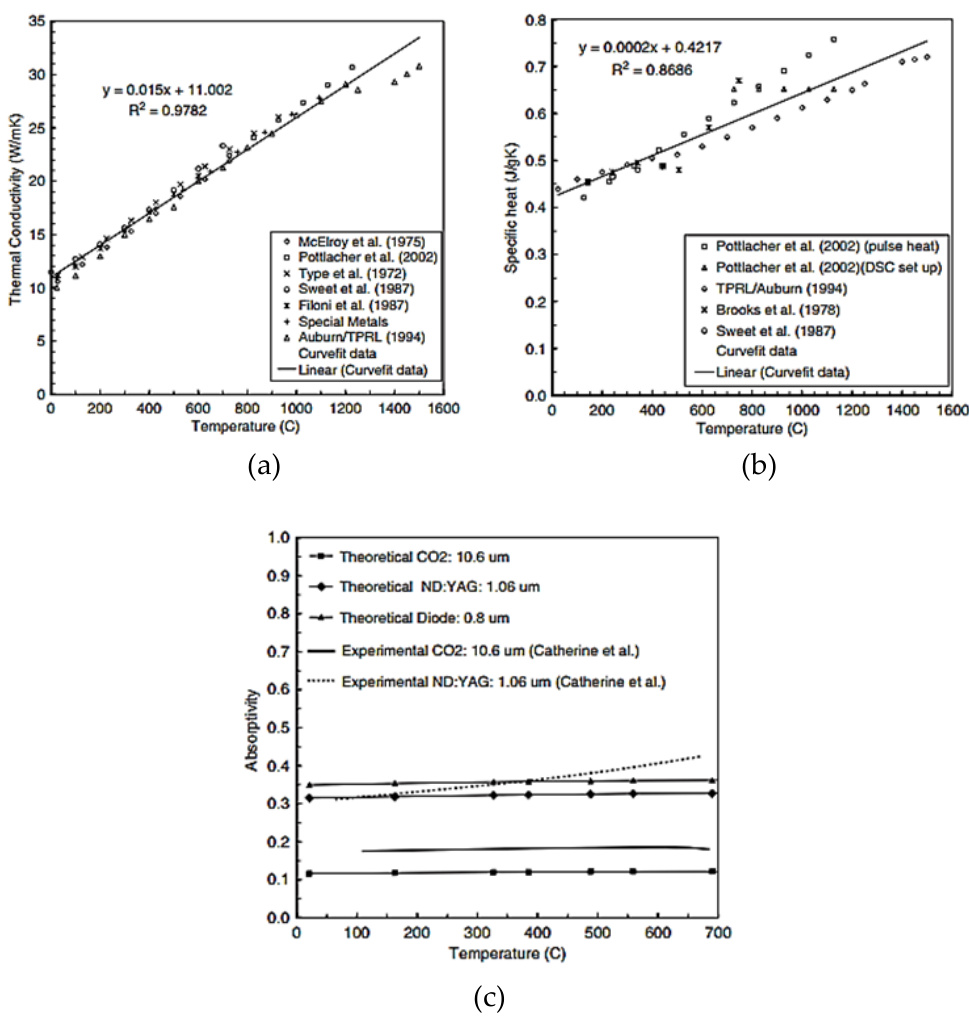 (a)
35
30
25
20
15
10
5
0
Thermal Conductivity (W/mK)
y = 0.015x + 11.002
R² = 0.9782
McElroy et al. (1975)
Pottlacher et al. (2002)
Type et al. (1972)
Sweet et al. (1987)
Filoni et al. (1987)
Special Metals
Auburn/TPRL (1994)
Curvefit data
Linear (Curvefit data)
0 200 400 600 800 1000 1200 1400 1600
Temperature (C)
(a)
(b)
0.8
0.7
0.6
0.5
0.4
0.3
0.2
0.1
0.0
Specific heat (J/gK)
y = 0.0002x + 0.4217
R² = 0.8686
Pottlacher et al. (2002) (pulse heat)
Pottlacher et al. (2002)(DSC set up)
TPRL/Auburn (1994)
Brooks et al. (1978)
Sweet et al. (1987)
Curvefit data
Linear (Curvefit data)
0 200 400 600 800 1000 1200 1400 1600
Temperature (C)
(b)
1.0
0.9
0.8
0.7
0.6
0.5
0.4
0.3
0.2
0.1
0.0
Absorptivity
Theoretical CO2: 10.6 um
Theoretical ND:YAG: 1.06 um
Theoretical Diode: 0.8 um
Experimental CO2: 10.6 um (Catherine et al.)
Experimental ND:YAG: 1.06 um (Catherine et al.)
0 100 200 300 400 500 600 700
Temperature (C)
(c)